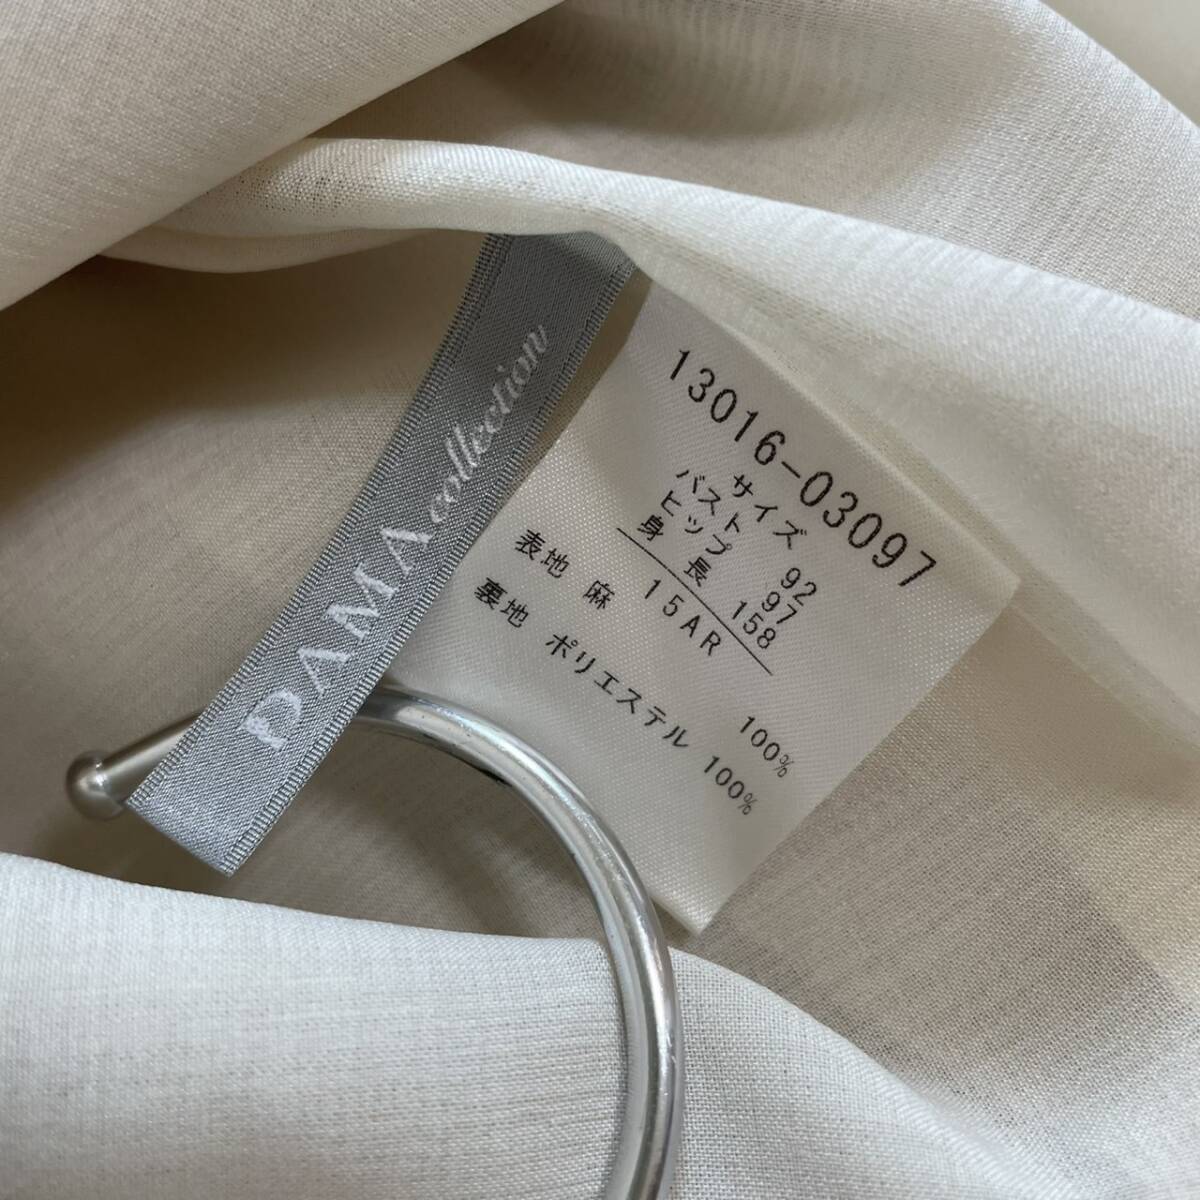 DAMA collection
13016-03097
サイズ
バスト 92
ヒップ 97
身長 158
15AR
表地 麻 100%
裏地 ポリエステル 100%